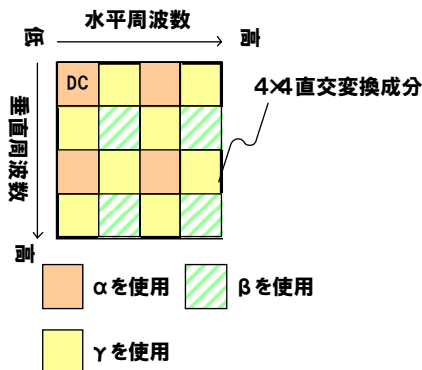 水平周波数
低
高
DC
4×4直交変換成分
垂直周波数
高
αを使用
βを使用
γを使用